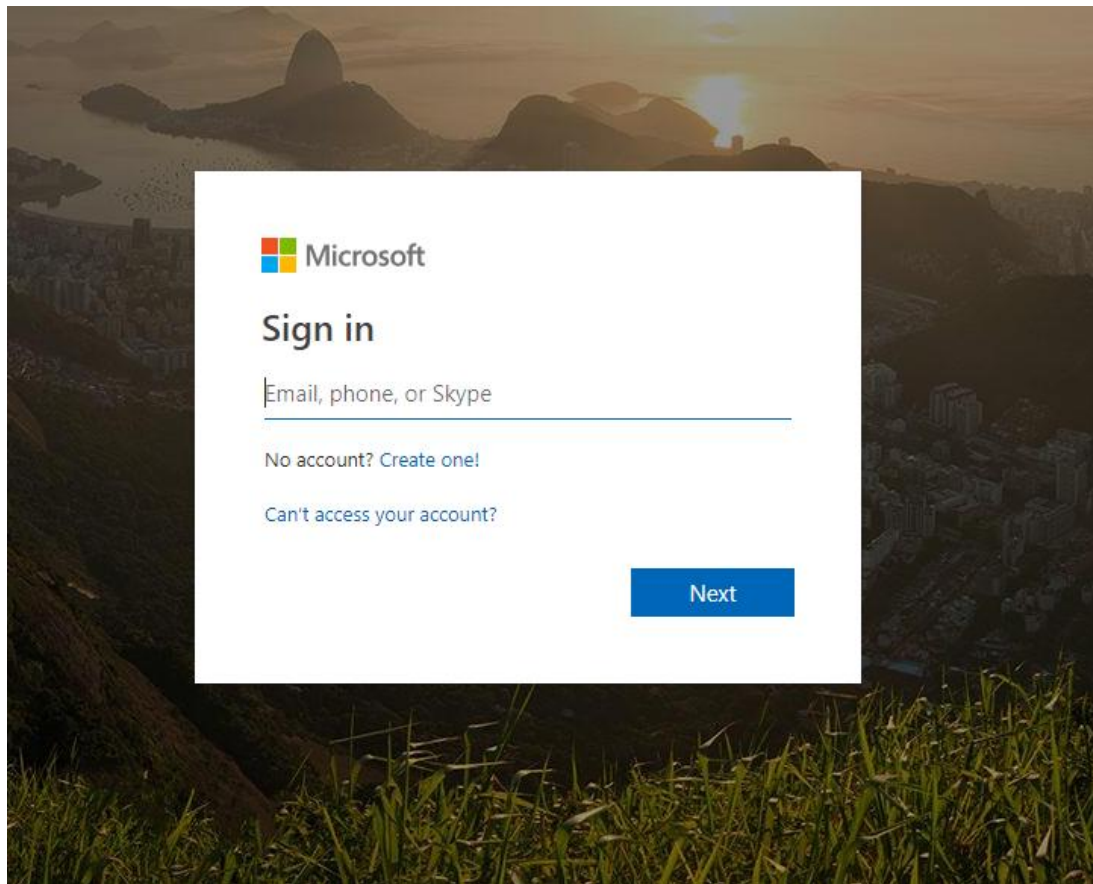 Microsoft
Sign in
Email, phone, or Skype
No account? Create one!
Can't access your account?
Next